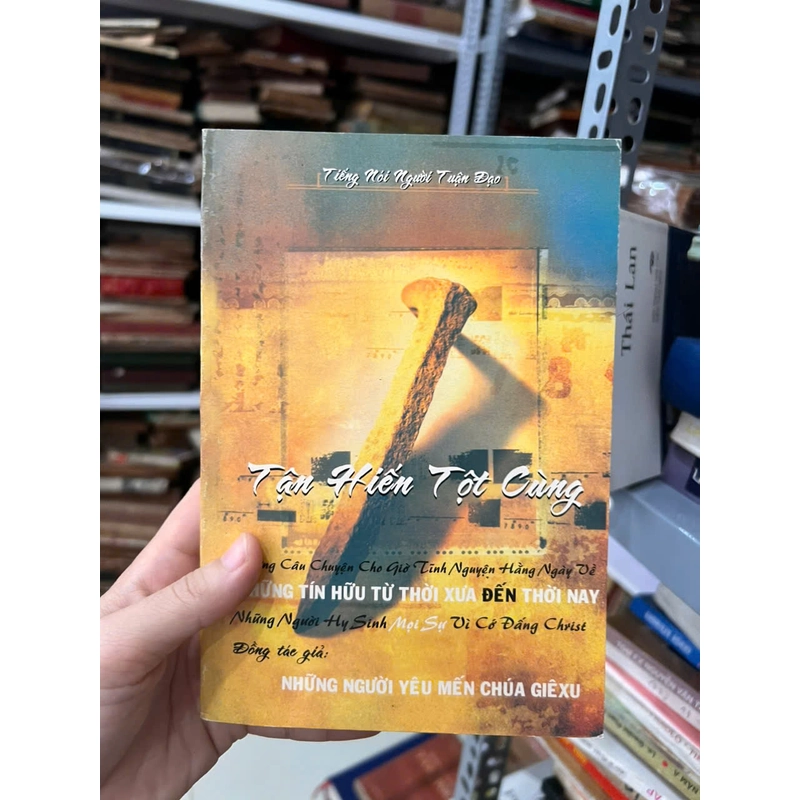 Tiếng Nói Người Tuận Đạo
Tận Hiến Tột Cùng
Câu Chuyện Cho Giờ Tĩnh Nguyện Hằng Ngày Về
NHỮNG TÍN HỮU TỪ THỜI XƯA ĐẾN THỜI NAY
Những Người Hy Sinh Mọi Sự Vì Cớ Đấng Christ
Đồng tác giả:
NHỮNG NGƯỜI YÊU MẾN CHÚA GIÊXU
Thái Lan